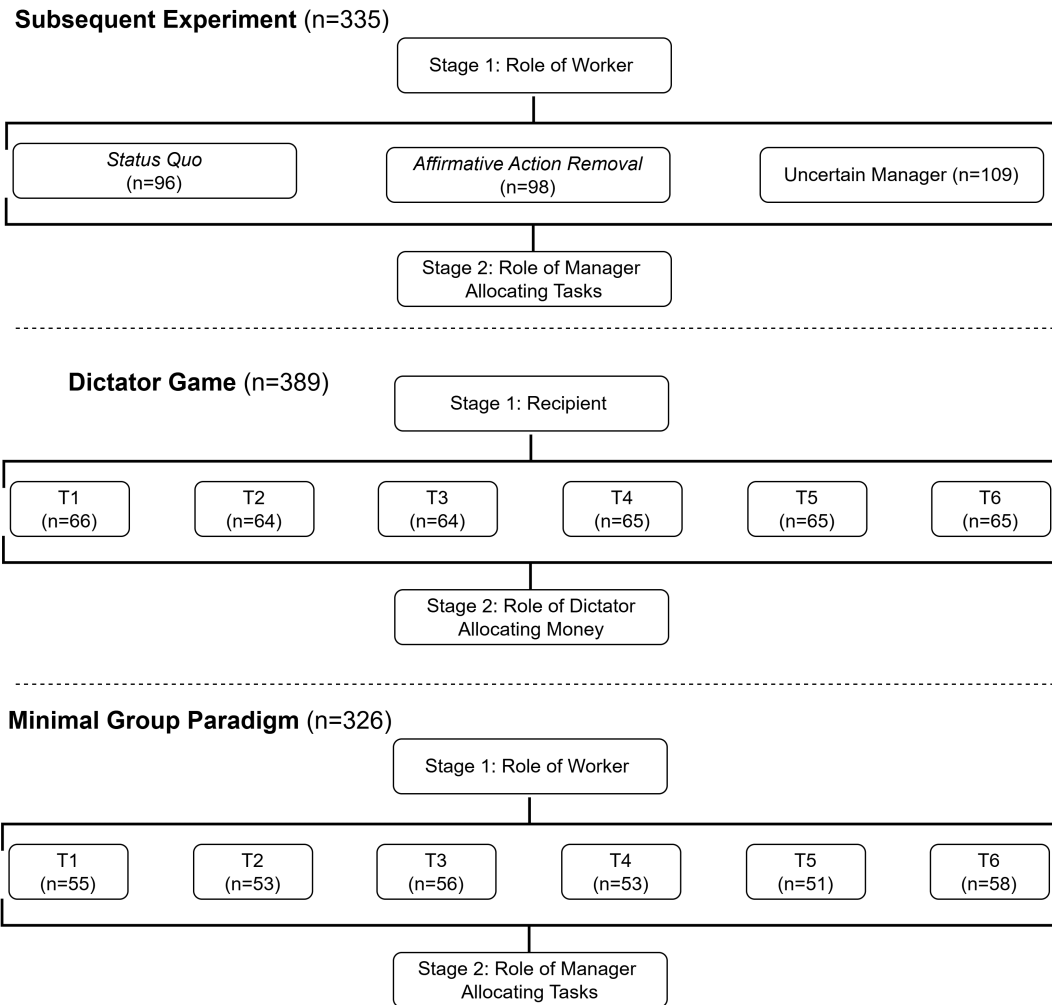 Subsequent Experiment (n=335)
Stage 1: Role of Worker
Status Quo
(n=96)
Affirmative Action Removal
(n=98)
Uncertain Manager (n=109)
Stage 2: Role of Manager
Allocating Tasks
Dictator Game (n=389)
Stage 1: Recipient
T1
(n=66)
T2
(n=64)
T3
(n=64)
T4
(n=65)
T5
(n=65)
T6
(n=65)
Stage 2: Role of Dictator
Allocating Money
Minimal Group Paradigm (n=326)
Stage 1: Role of Worker
T1
(n=55)
T2
(n=53)
T3
(n=56)
T4
(n=53)
T5
(n=51)
T6
(n=58)
Stage 2: Role of Manager
Allocating Tasks